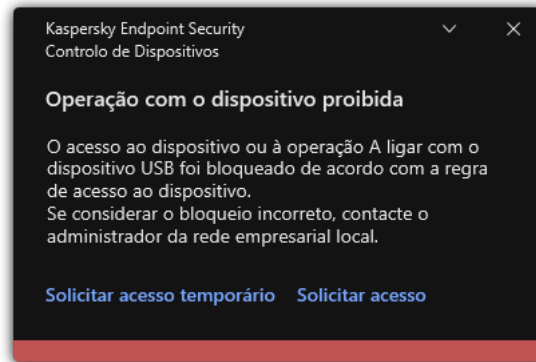 Kaspersky Endpoint Security
Controlo de Dispositivos
Operação com o dispositivo proibida
O acesso ao dispositivo ou à operação A ligar com o
dispositivo USB foi bloqueado de acordo com a regra
de acesso ao dispositivo.
Se considerar o bloqueio incorreto, contacte o
administrador da rede empresarial local.
Solicitar acesso temporário Solicitar acesso